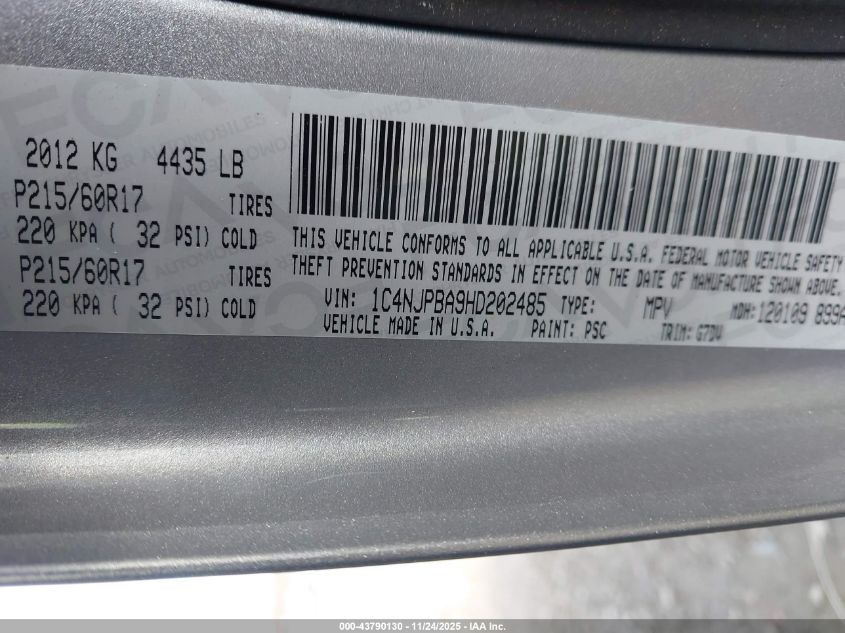 2012 KG 4435 LB
P215/60R17 TIRES
220 KPA ( 32 PSI) COLD
P215/60R17 TIRES
220 KPA ( 32 PSI) COLD
THIS VEHICLE CONFORMS TO ALL APPLICABLE U.S.A. FEDERAL MOTOR VEHICLE SAFETY
THEFT PREVENTION STANDARDS IN EFFECT ON THE DATE OF MANUFACTURE SHOWN ABOVE.
VIN: 1C4NJPBA9HD202485 TYPE: MPV MDH: 120109 899A
VEHICLE MADE IN U.S.A. PAINT: PSC TRIM: G7DV
000-43790130 - 11/24/2025 - IAA Inc.